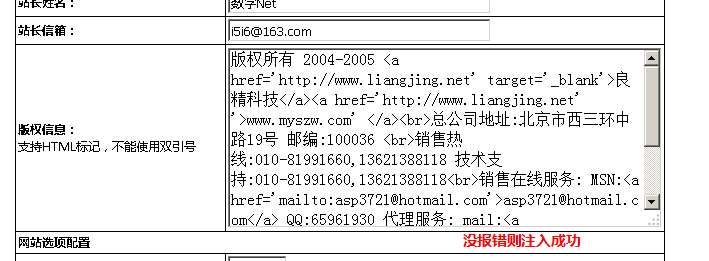 站长姓名：
数字Net
站长信箱：
i5i6@163.com
版权信息：
支持HTML标记，不能使用双引号
版权所有 2004-2005 <a
href='http://www.liangjing.net' target='_blank'>良
精科技</a><a href='http://www.liangjing.net'
'>www.myszw.com' </a><br>总公司地址:北京市西三环中
路19号 邮编:100036 <br>销售热
线:010-81991660,13621388118 技术支
持:010-81991660,13621388118<br>销售在线服务: MSN:<a
href='mailto:asp3721@hotmail.com'>asp3721@hotmail.c
om</a> QQ:65961930 代理服务: mail:<a
网站选项配置
没报错则注入成功